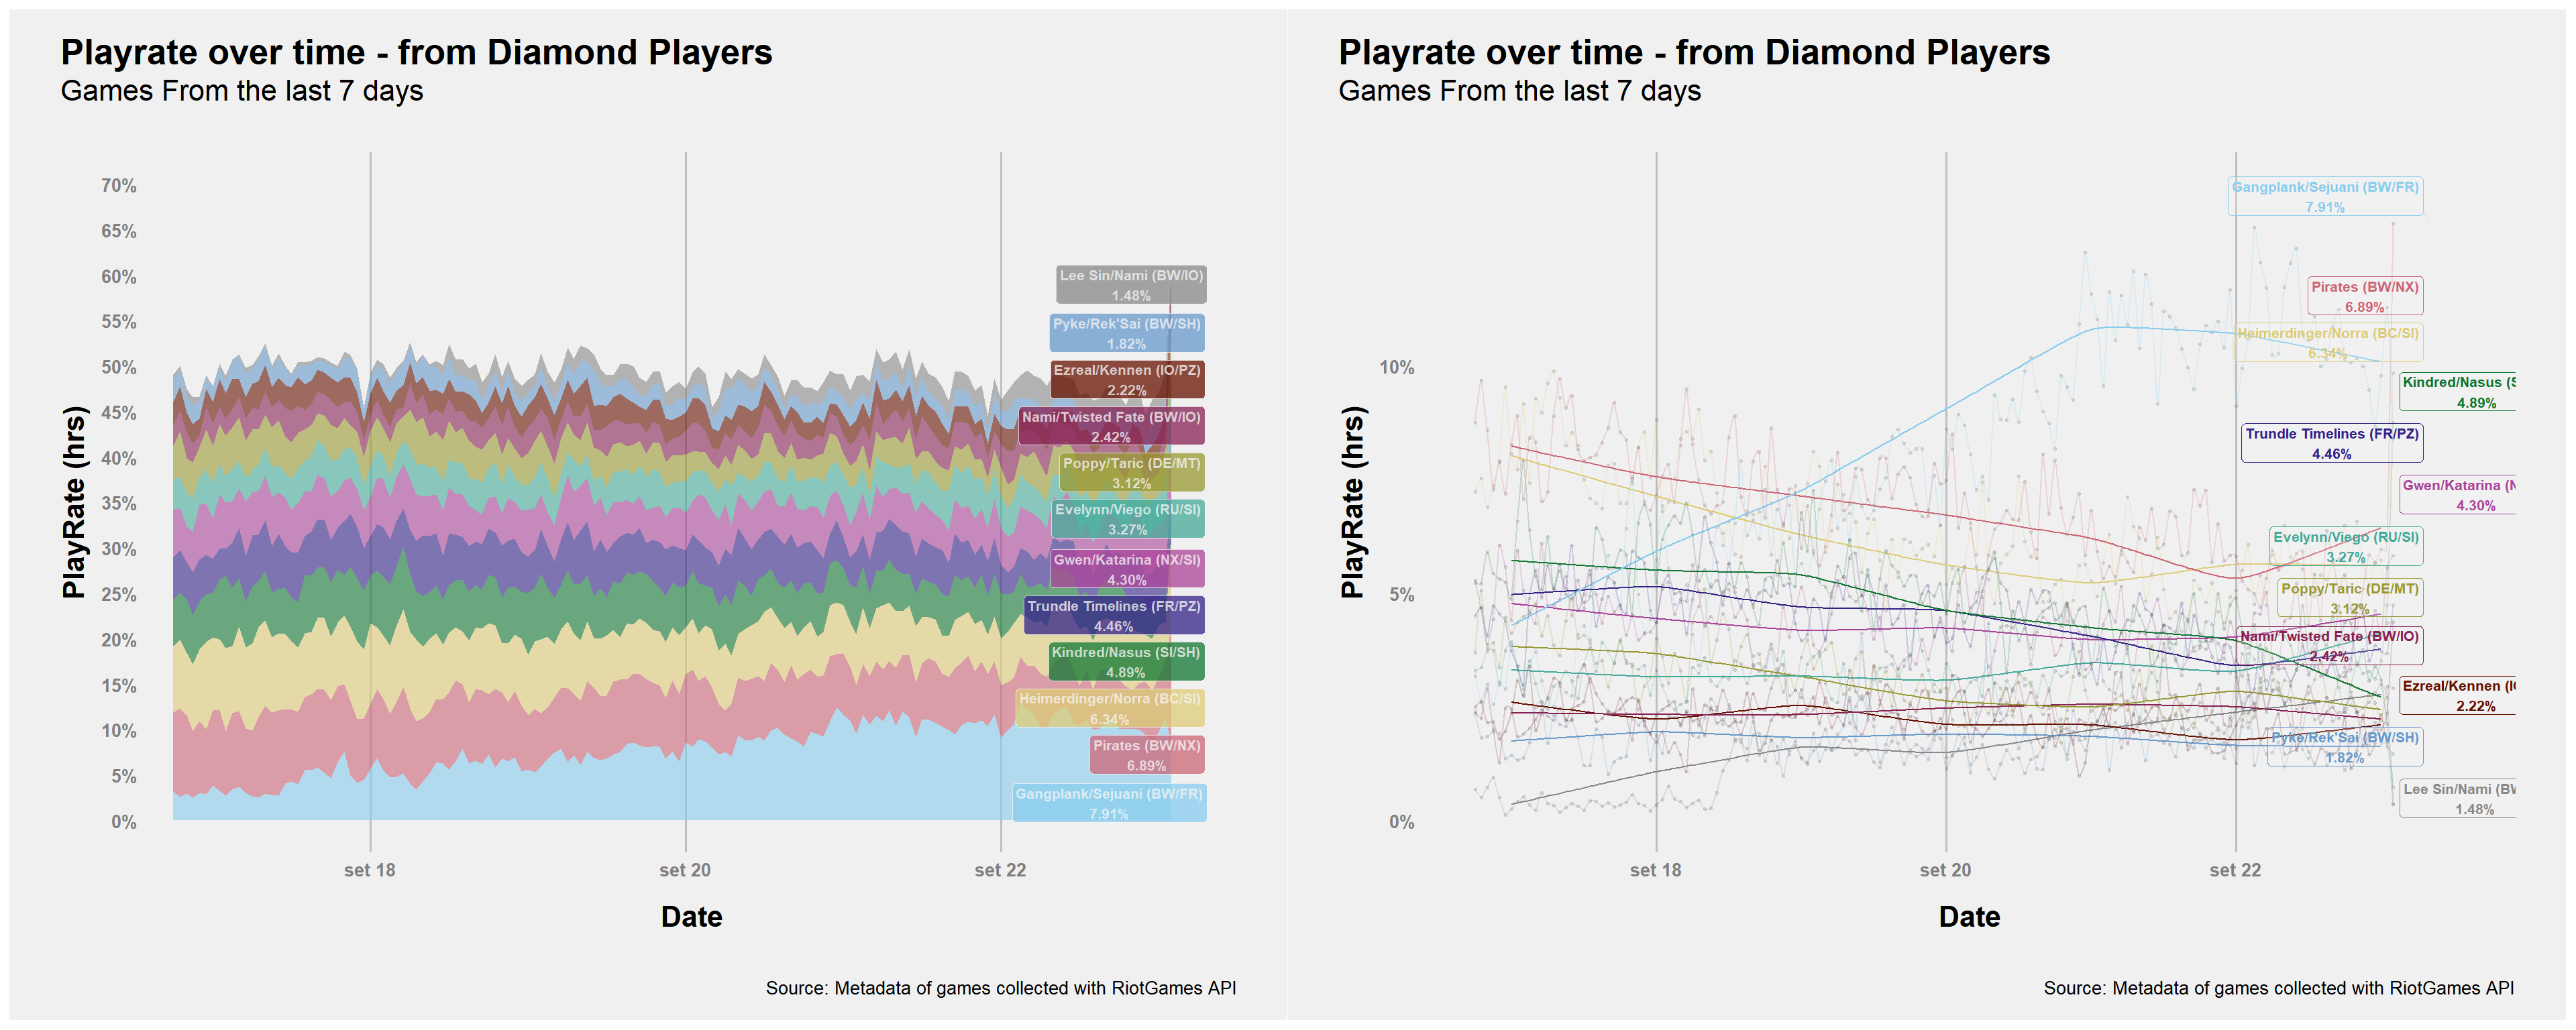 Playrate over time - from Diamond Players
Games From the last 7 days
PlayRate (hrs)
70%
65%
60%
55%
50%
45%
40%
35%
30%
25%
20%
15%
10%
5%
0%
Lee Sin/Nami (BW/IO)
1.48%
Pyke/Rek'Sai (BW/SH)
1.82%
Ezreal/Kennen (IO/PZ)
2.22%
Nami/Twisted Fate (BW/IO)
2.42%
Poppy/Taric (DE/MT)
3.12%
Evelynn/Viego (RU/SI)
3.27%
Gwen/Katarina (NX/SI)
4.30%
Trundle Timelines (FR/PZ)
4.46%
Kindred/Nasus (SI/SH)
4.89%
Heimerdinger/Norra (BC/SI)
6.34%
Pirates (BW/NX)
6.89%
Gangplank/Sejuani (BW/FR)
7.91%
set 18
set 20
set 22
Date
Source: Metadata of games collected with RiotGames API
Playrate over time - from Diamond Players
Games From the last 7 days
PlayRate (hrs)
10%
5%
0%
Gangplank/Sejuani (BW/FR)
7.91%
Pirates (BW/NX)
6.89%
Heimerdinger/Norra (BC/SI)
6.34%
Kindred/Nasus (S
4.89%
Trundle Timelines (FR/PZ)
4.46%
Gwen/Katarina (N
4.30%
Evelynn/Viego (RU/SI)
3.27%
Poppy/Taric (DE/MT)
3.12%
Nami/Twisted Fate (BW/IO)
2.42%
Ezreal/Kennen (I
2.22%
Pyke/Rek'Sai (BW/SH)
1.82%
Lee Sin/Nami (BW
1.48%
set 18
set 20
set 22
Date
Source: Metadata of games collected with RiotGames API